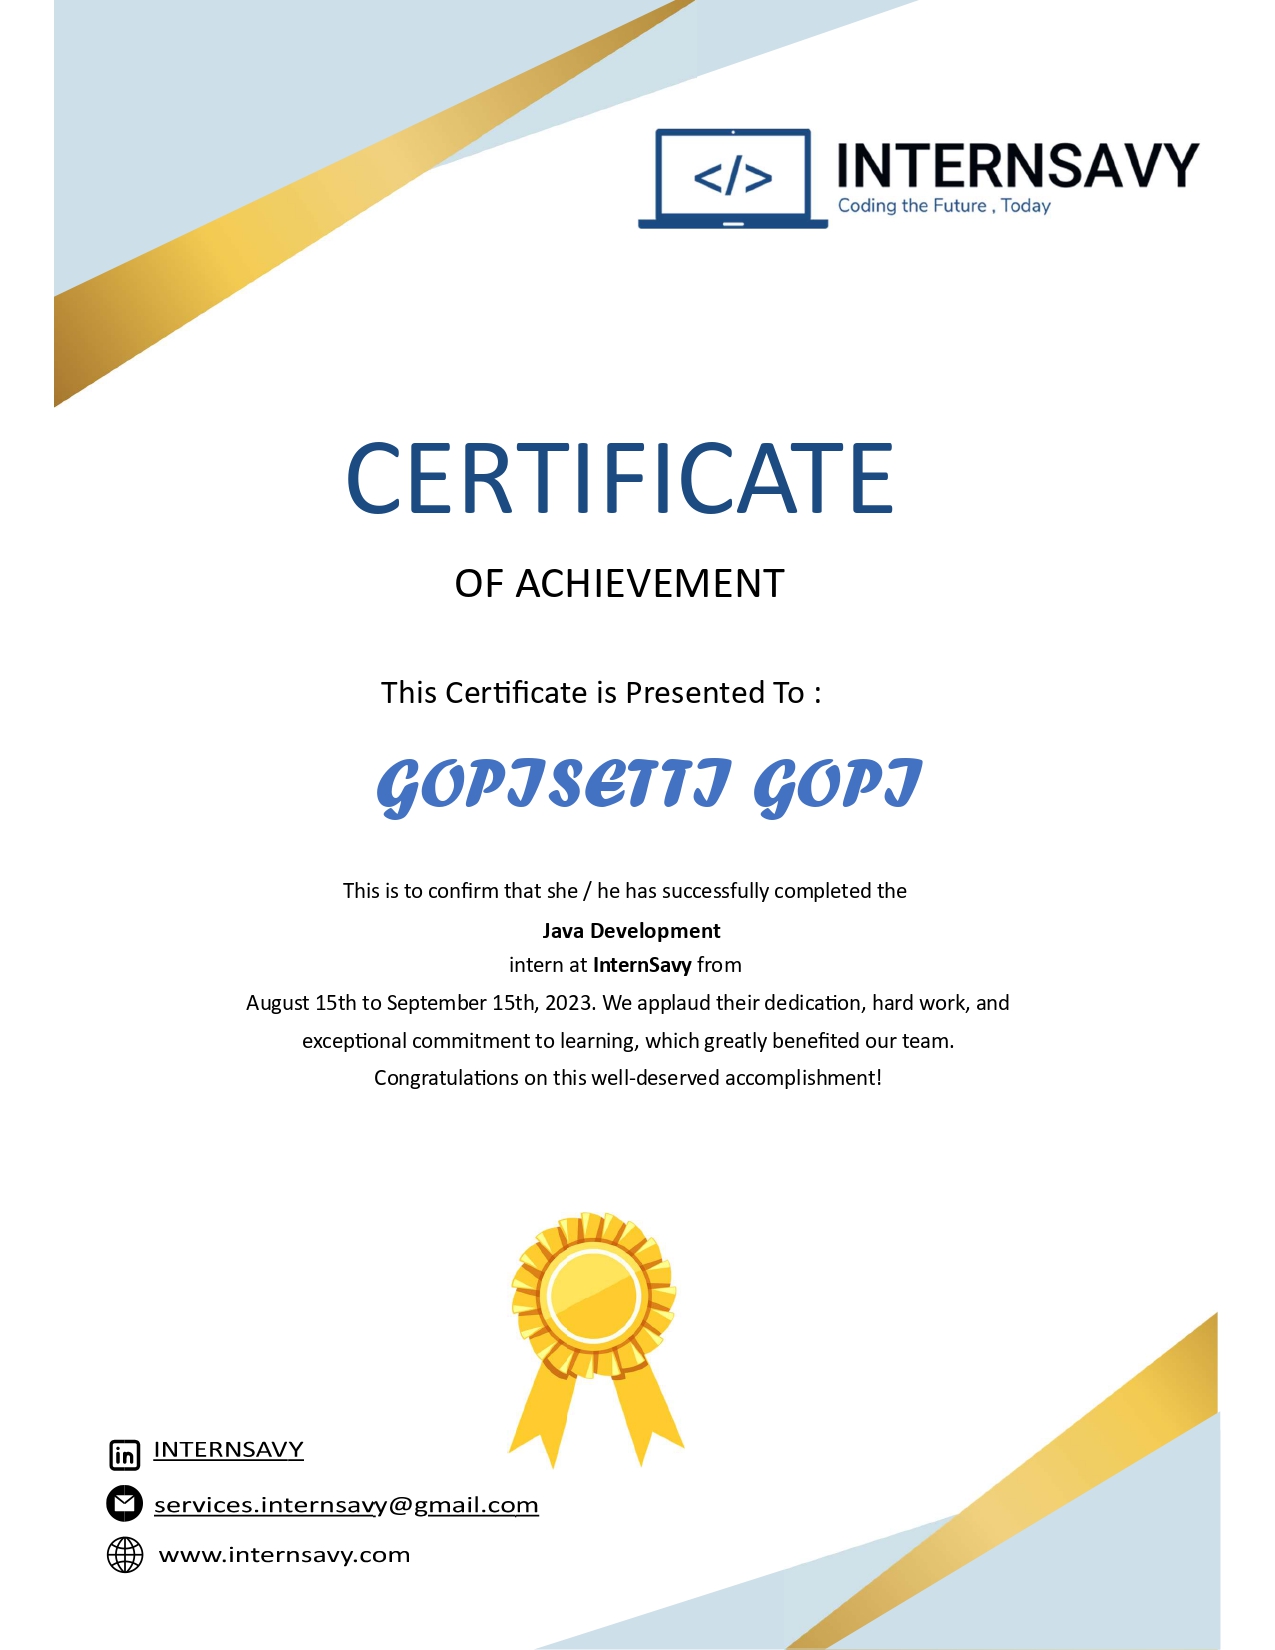 </>
INTERNSAVY
Coding the Future , Today
CERTIFICATE
OF ACHIEVEMENT
This Certificate is Presented To :
GOPISETTI GOPI
This is to confirm that she / he has successfully completed the
Java Development
intern at InternSavy from
August 15th to September 15th, 2023. We applaud their dedication, hard work, and
exceptional commitment to learning, which greatly benefited our team.
Congratulations on this well-deserved accomplishment!
in INTERNSAVY
services.internsavy@gmail.com
www.internsavy.com